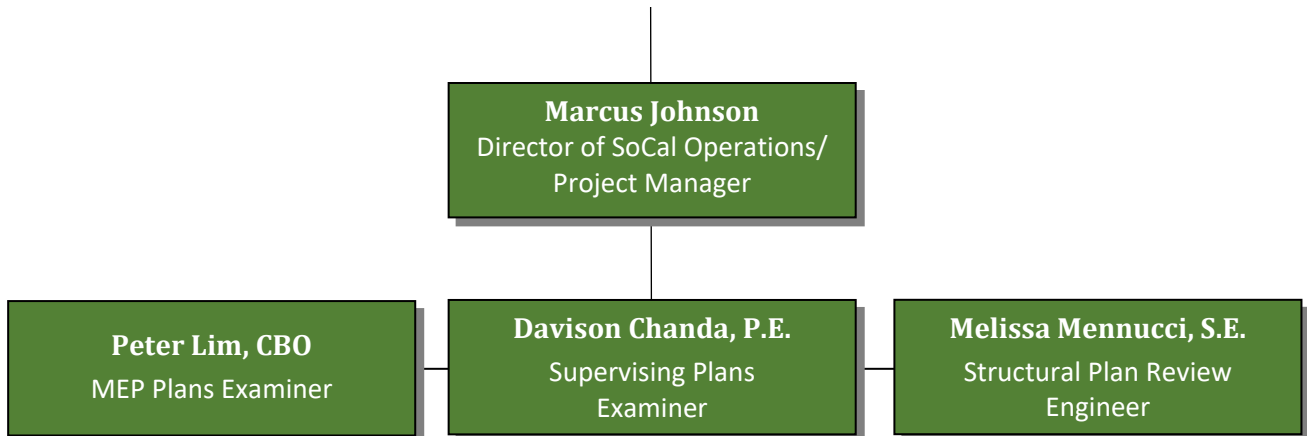 Marcus Johnson
Director of SoCal Operations/
Project Manager
Peter Lim, CBO
MEP Plans Examiner
Davison Chanda, P.E.
Supervising Plans
Examiner
Melissa Mennucci, S.E.
Structural Plan Review
Engineer